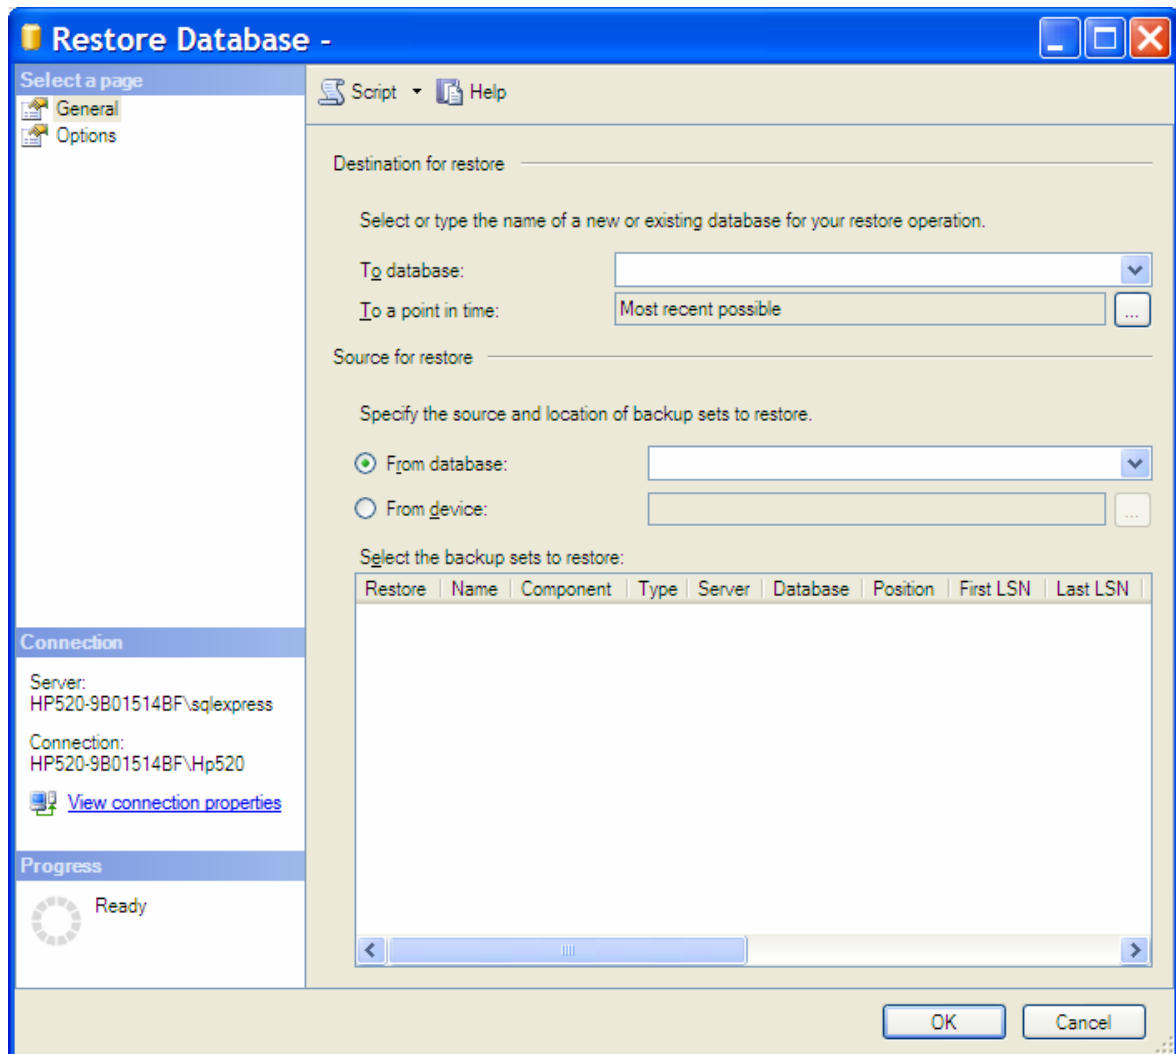 Restore Database -
Select a page
General
Options
Script
Help
Destination for restore
Select or type the name of a new or existing database for your restore operation.
To database:
To a point in time:
Most recent possible
...
Source for restore
Specify the source and location of backup sets to restore.
From database:
From device:
...
Select the backup sets to restore:
Restore Name Component Type Server Database Position First LSN Last LSN
Connection
Server:
HP520-9B01514BF\sqlexpress
Connection:
HP520-9B01514BF\Hp520
View connection properties
Progress
Ready
OK
Cancel